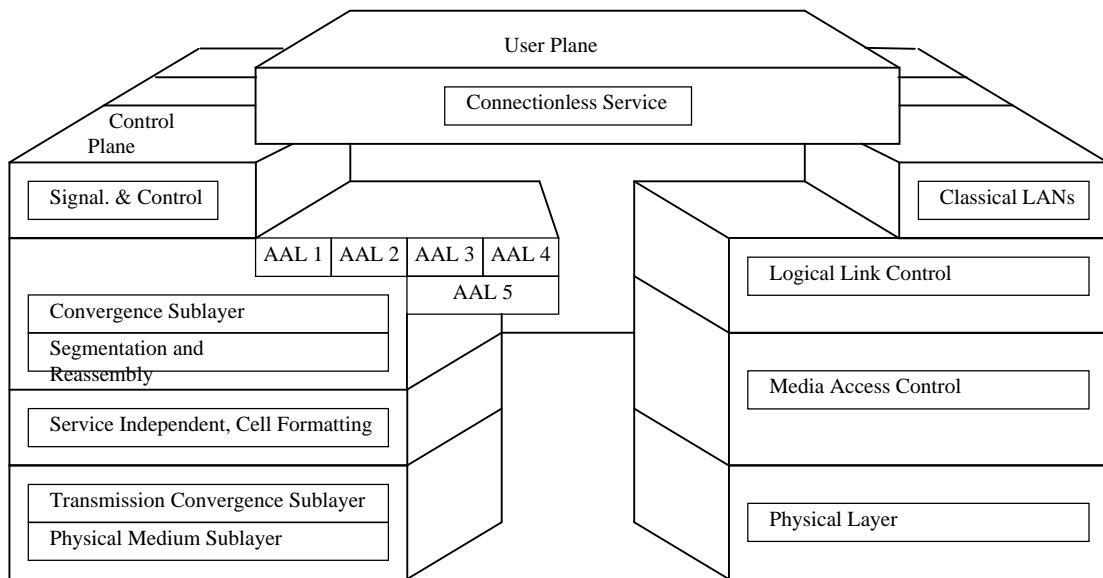 User Plane
Connectionless Service
Control
Plane
Signal. & Control
Classical LANs
AAL 1 AAL 2 AAL 3 AAL 4
AAL 5
Logical Link Control
Convergence Sublayer
Segmentation and
Reassembly
Media Access Control
Service Independent, Cell Formatting
Transmission Convergence Sublayer
Physical Medium Sublayer
Physical Layer